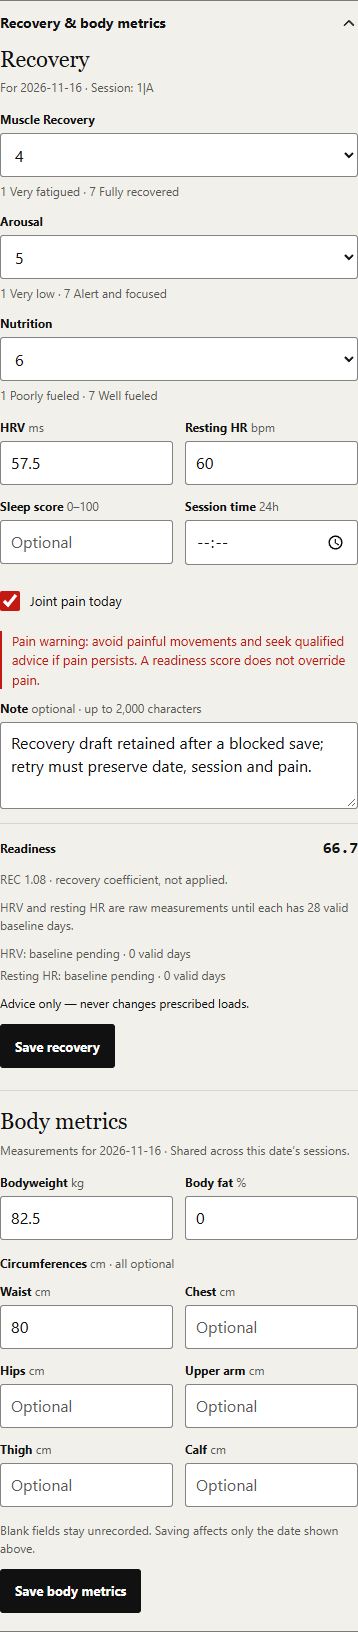 Recovery & body metrics
Recovery
For 2026-11-16 · Session: 1|A
Muscle Recovery
4
1 Very fatigued · 7 Fully recovered
Arousal
5
1 Very low · 7 Alert and focused
Nutrition
6
1 Poorly fueled · 7 Well fueled
HRV ms
Resting HR bpm
57.5
60
Sleep score 0–100
Session time 24h
Optional
--:--
Joint pain today
Pain warning: avoid painful movements and seek qualified
advice if pain persists. A readiness score does not override
pain.
Note optional · up to 2,000 characters
Recovery draft retained after a blocked save;
retry must preserve date, session and pain.
Readiness 66.7
REC 1.08 · recovery coefficient, not applied.
HRV and resting HR are raw measurements until each has 28 valid
baseline days.
HRV: baseline pending · 0 valid days
Resting HR: baseline pending · 0 valid days
Advice only — never changes prescribed loads.
Save recovery
Body metrics
Measurements for 2026-11-16 · Shared across this date's sessions.
Bodyweight kg
Body fat %
82.5
0
Circumferences cm · all optional
Waist cm
Chest cm
80
Optional
Hips cm
Upper arm cm
Optional
Optional
Thigh cm
Calf cm
Optional
Optional
Blank fields stay unrecorded. Saving affects only the date shown
above.
Save body metrics